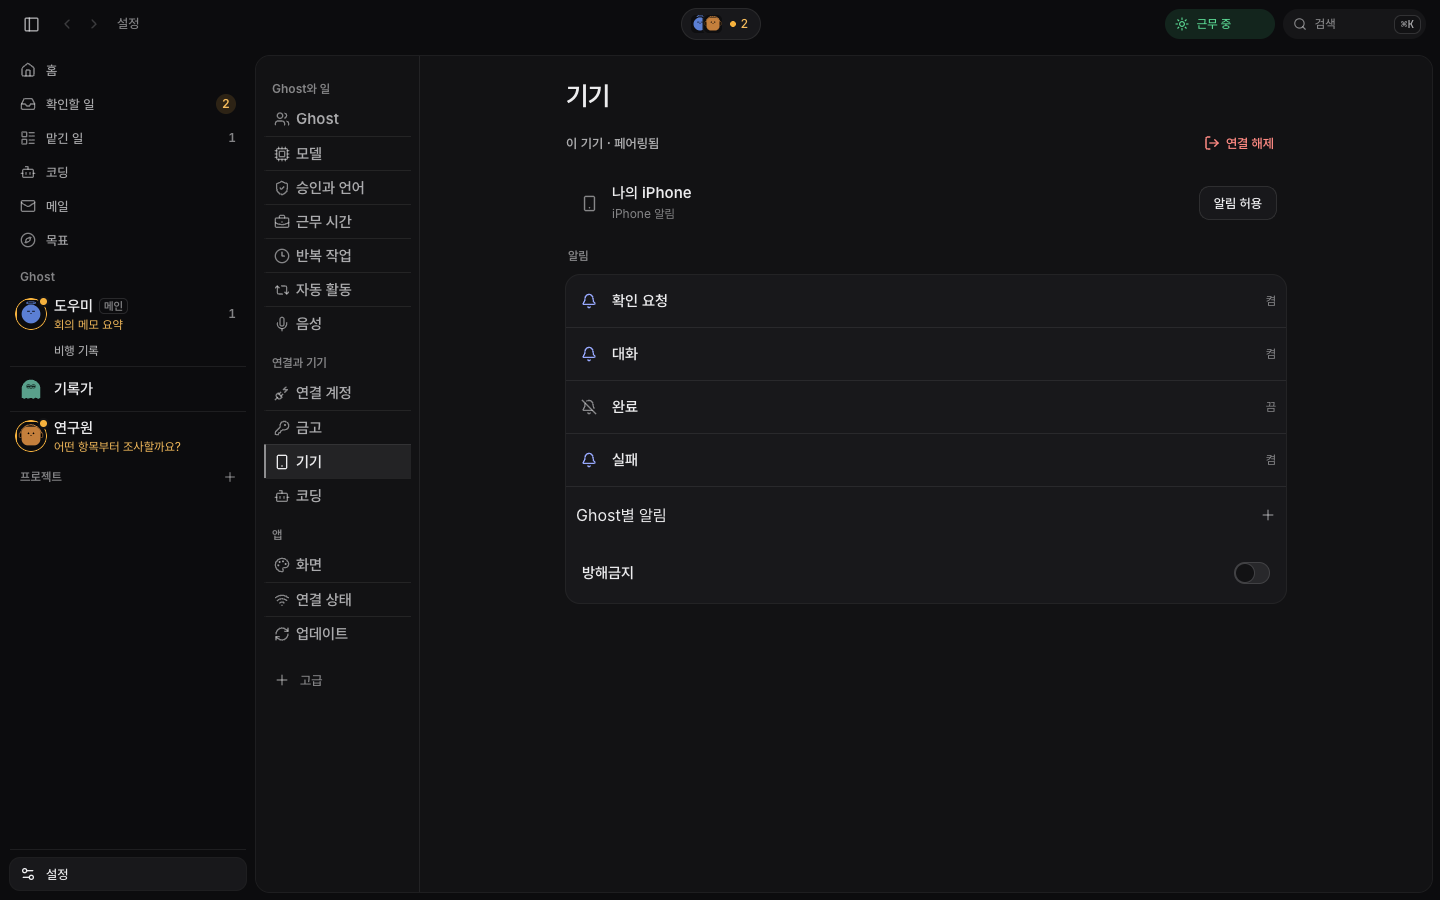 설정
2
근무 중
검색
⌘K
홈
확인할 일
2
맡긴 일
1
코딩
메일
목표
Ghost
도우미
메인
회의 메모 요약
1
비행 기록
기록가
연구원
어떤 항목부터 조사할까요?
프로젝트
설정
Ghost와 일
Ghost
모델
승인과 언어
근무 시간
반복 작업
자동 활동
음성
연결과 기기
연결 계정
금고
기기
코딩
앱
화면
연결 상태
업데이트
고급
기기
이 기기 · 페어링됨
연결 해제
나의 iPhone
iPhone 알림
알림 허용
알림
확인 요청
켬
대화
켬
완료
끔
실패
켬
Ghost별 알림
방해금지